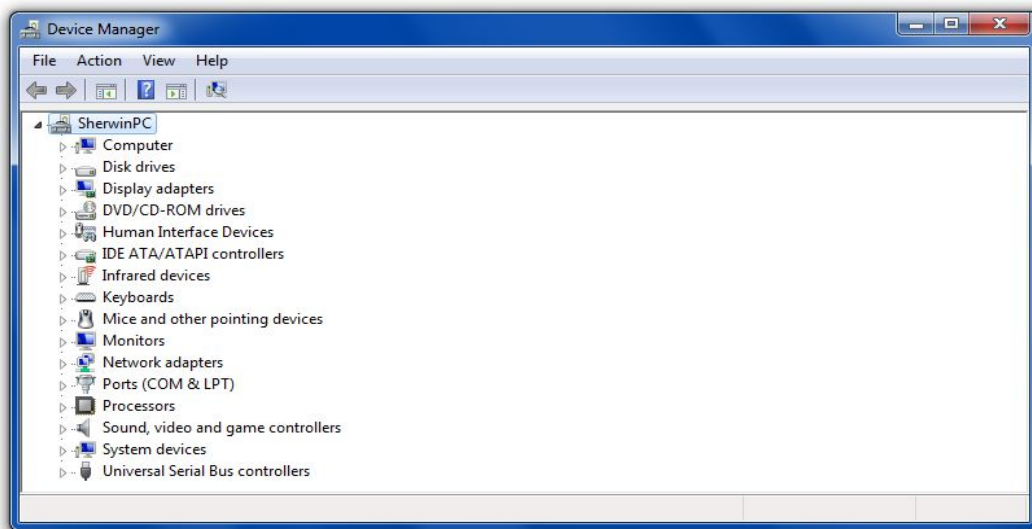 Device Manager
File Action View Help
SherwinPC
Computer
Disk drives
Display adapters
DVD/CD-ROM drives
Human Interface Devices
IDE ATA/ATAPI controllers
Infrared devices
Keyboards
Mice and other pointing devices
Monitors
Network adapters
Ports (COM & LPT)
Processors
Sound, video and game controllers
System devices
Universal Serial Bus controllers